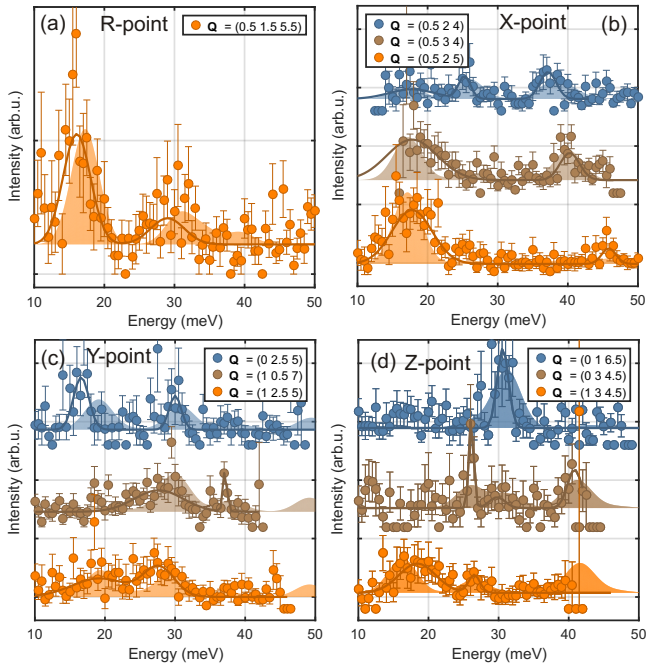 (a) R-point
Q = (0.5 1.5 5.5)
Intensity (arb.u.)
10 20 30 40 50
Energy (meV)
(b) X-point
Q = (0.5 2 4)
Q = (0.5 3 4)
Q = (0.5 2 5)
Intensity (arb.u.)
10 20 30 40 50
Energy (meV)
(c) Y-point
Q = (0 2.5 5)
Q = (1 0.5 7)
Q = (1 2.5 5)
Intensity (arb.u.)
10 20 30 40 50
Energy (meV)
(d) Z-point
Q = (0 1 6.5)
Q = (0 3 4.5)
Q = (1 3 4.5)
Intensity (arb.u.)
10 20 30 40 50
Energy (meV)